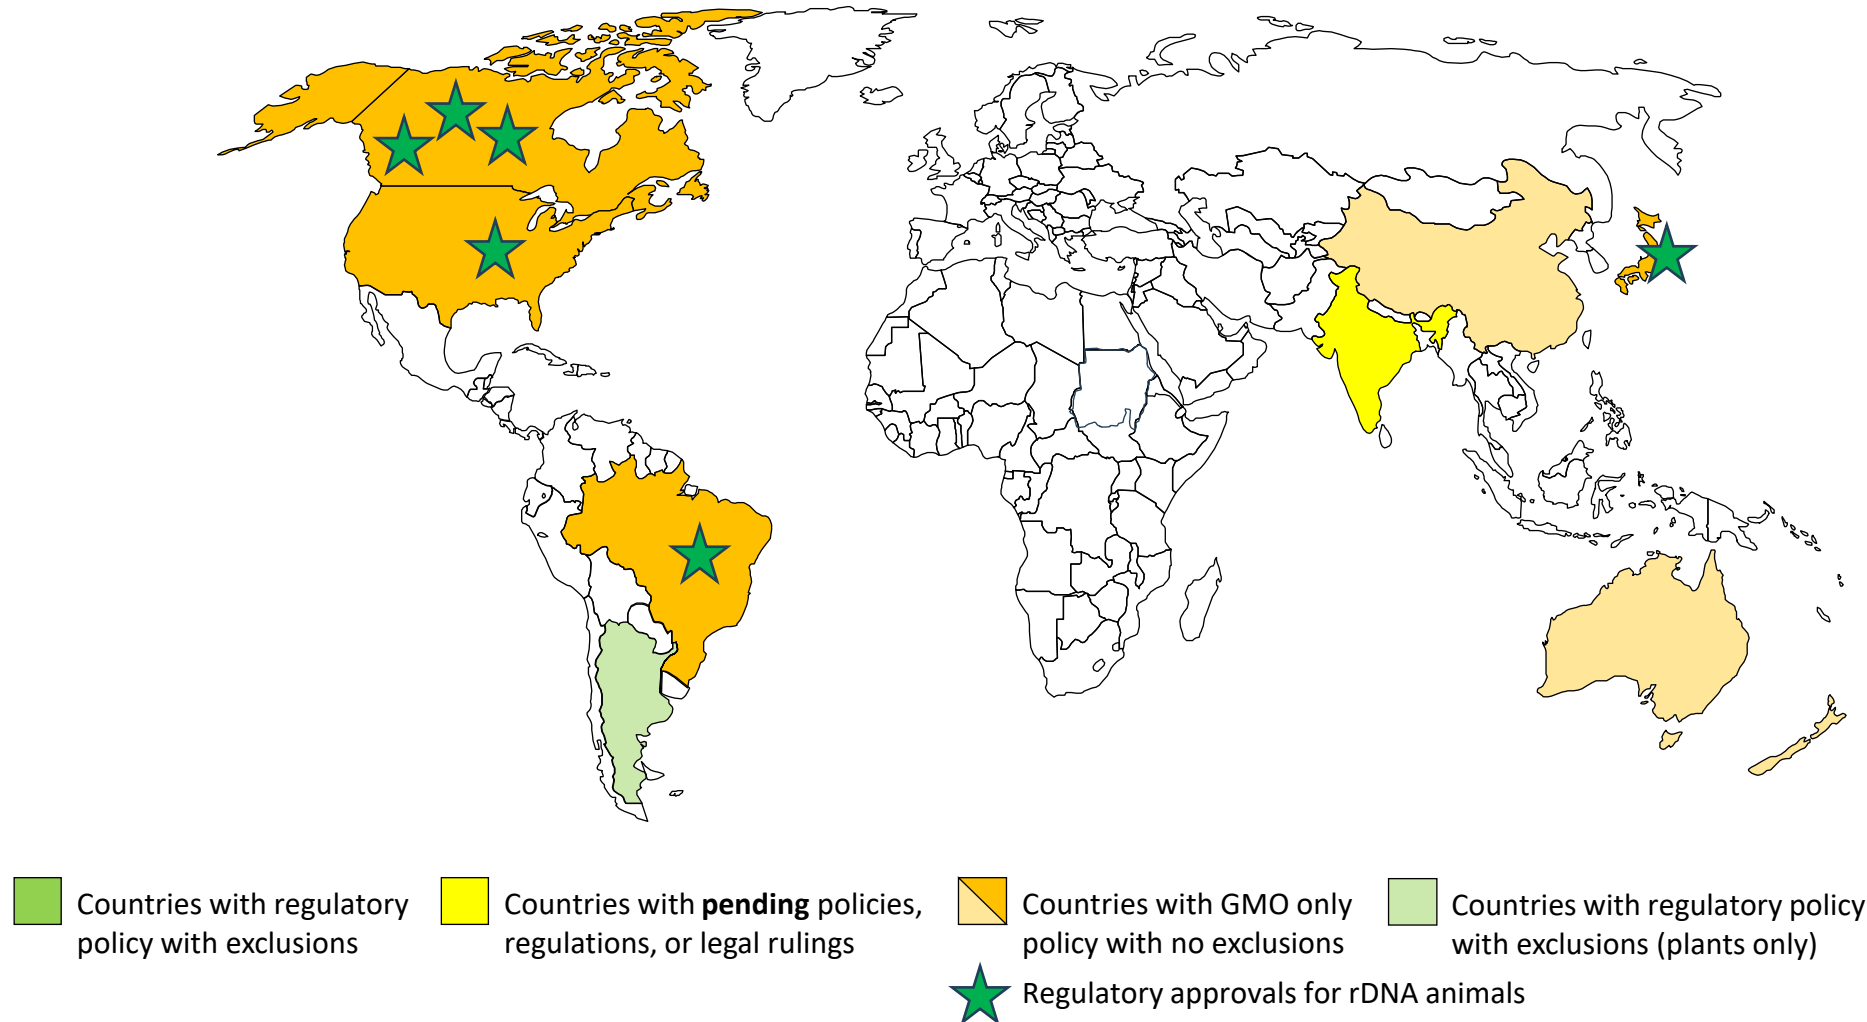 Countries with regulatory
policy with exclusions
Countries with pending policies,
regulations, or legal rulings
Countries with GMO only
policy with no exclusions
Countries with regulatory policy
with exclusions (plants only)
Regulatory approvals for rDNA animals